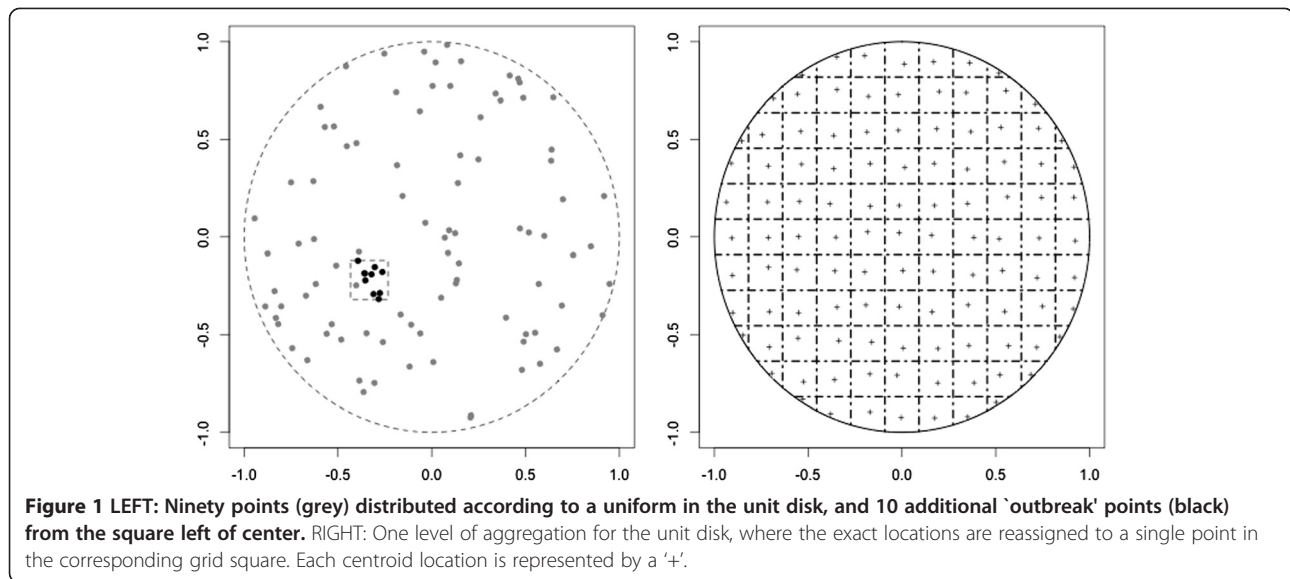 1.0
0.5
0.0
-0.5
-1.0
-1.0 -0.5 0.0 0.5 1.0
1.0
0.5
0.0
-0.5
-1.0
-1.0 -0.5 0.0 0.5 1.0
Figure 1 LEFT: Ninety points (grey) distributed according to a uniform in the unit disk, and 10 additional `outbreak' points (black)
from the square left of center. RIGHT: One level of aggregation for the unit disk, where the exact locations are reassigned to a single point in
the corresponding grid square. Each centroid location is represented by a ‘+’.